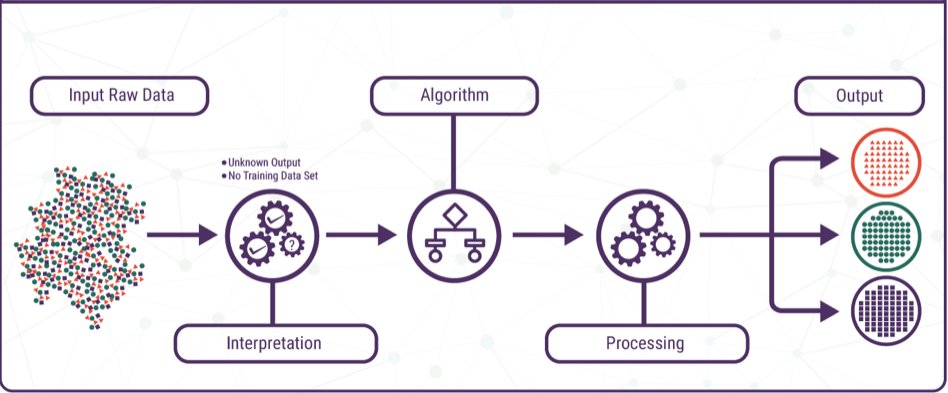 Input Raw Data
Algorithm
Output
• Unknown Output
• No Training Data Set
?
Interpretation
Processing